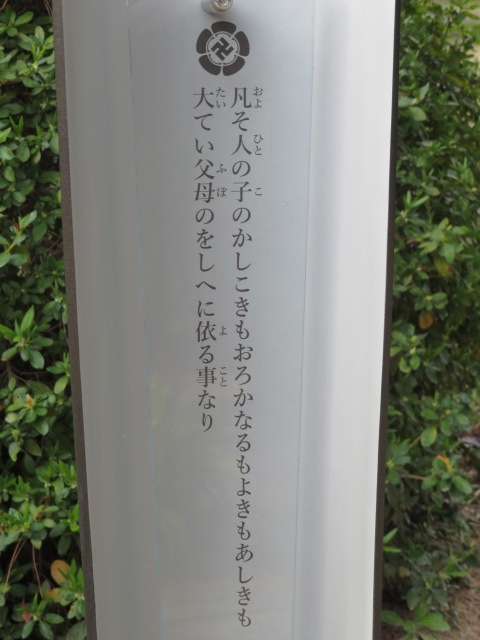 凡そ人の子のかしこきもおろかなるもよきもあしきも
大てい父母のをしへに依る事なり